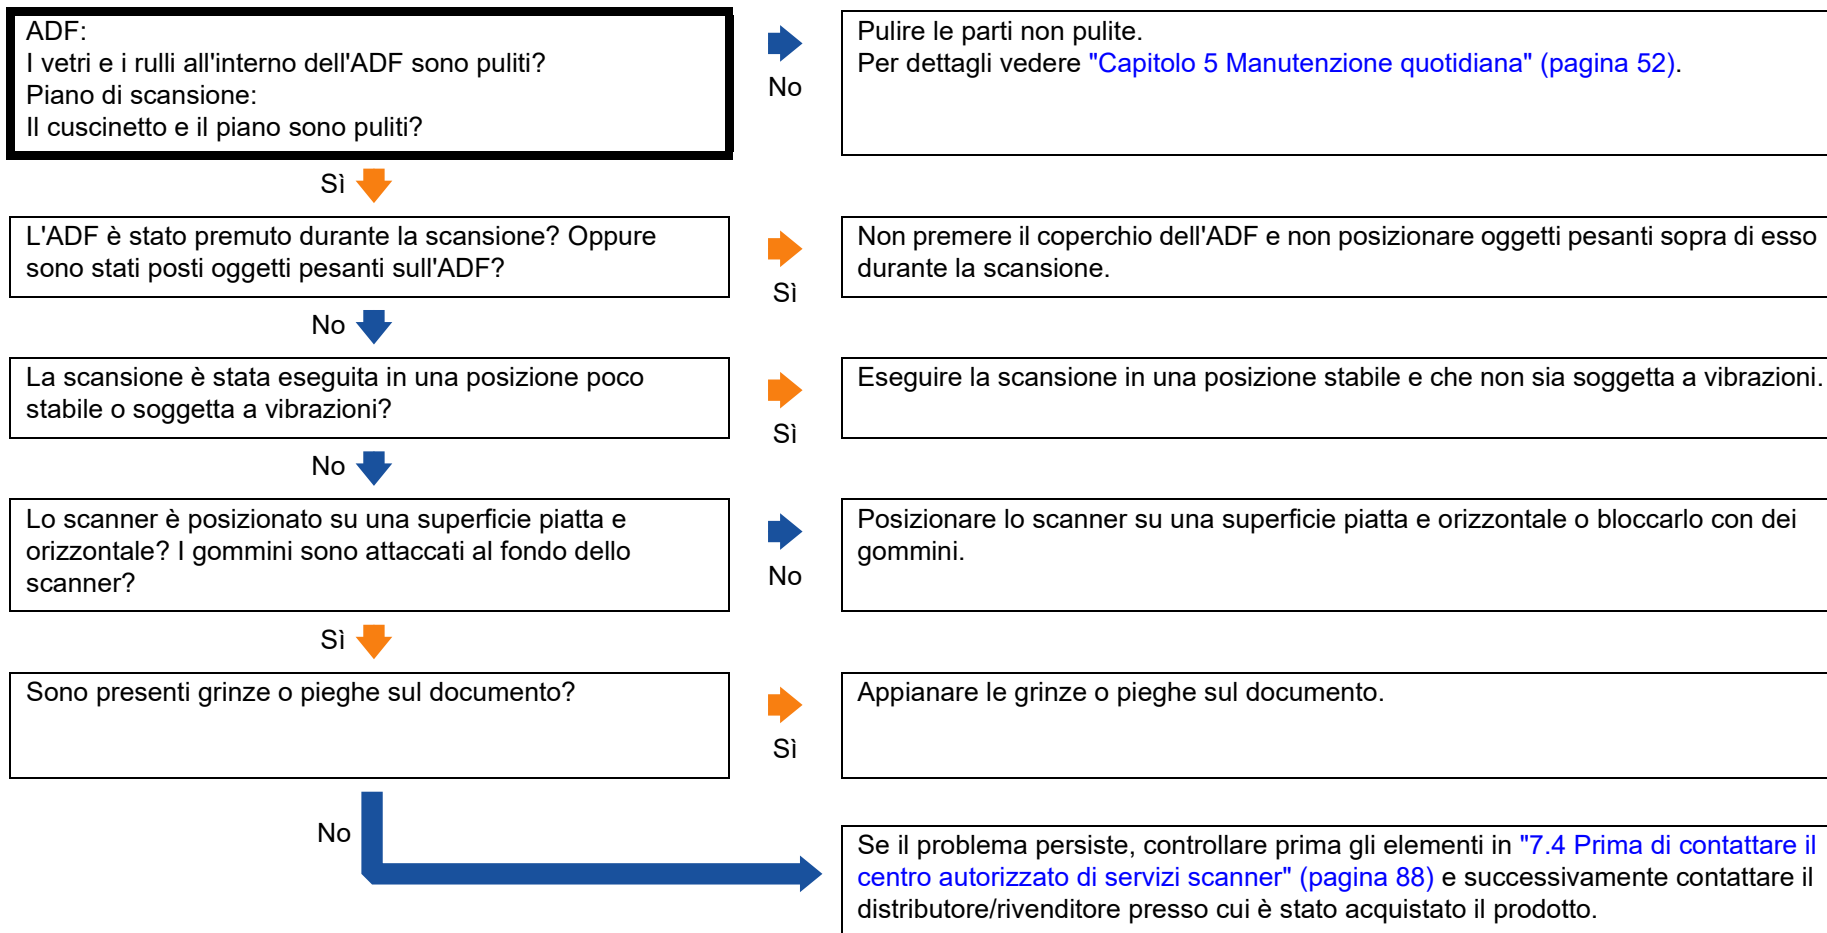 ADF:
I vetri e i rulli all'interno dell'ADF sono puliti?
Piano di scansione:
Il cuscinetto e il piano sono puliti?
No
Pulire le parti non pulite.
Per dettagli vedere "Capitolo 5 Manutenzione quotidiana" (pagina 52).
Sì
L'ADF è stato premuto durante la scansione? Oppure
sono stati posti oggetti pesanti sull'ADF?
Sì
Non premere il coperchio dell'ADF e non posizionare oggetti pesanti sopra di esso
durante la scansione.
No
La scansione è stata eseguita in una posizione poco
stabile o soggetta a vibrazioni?
Sì
Eseguire la scansione in una posizione stabile e che non sia soggetta a vibrazioni.
No
Lo scanner è posizionato su una superficie piatta e
orizzontale? I gommini sono attaccati al fondo dello
scanner?
No
Posizionare lo scanner su una superficie piatta e orizzontale o bloccarlo con dei
gommini.
Sì
Sono presenti grinze o pieghe sul documento?
Sì
Appianare le grinze o pieghe sul documento.
No
Se il problema persiste, controllare prima gli elementi in "7.4 Prima di contattare il
centro autorizzato di servizi scanner" (pagina 88) e successivamente contattare il
distributore/rivenditore presso cui è stato acquistato il prodotto.